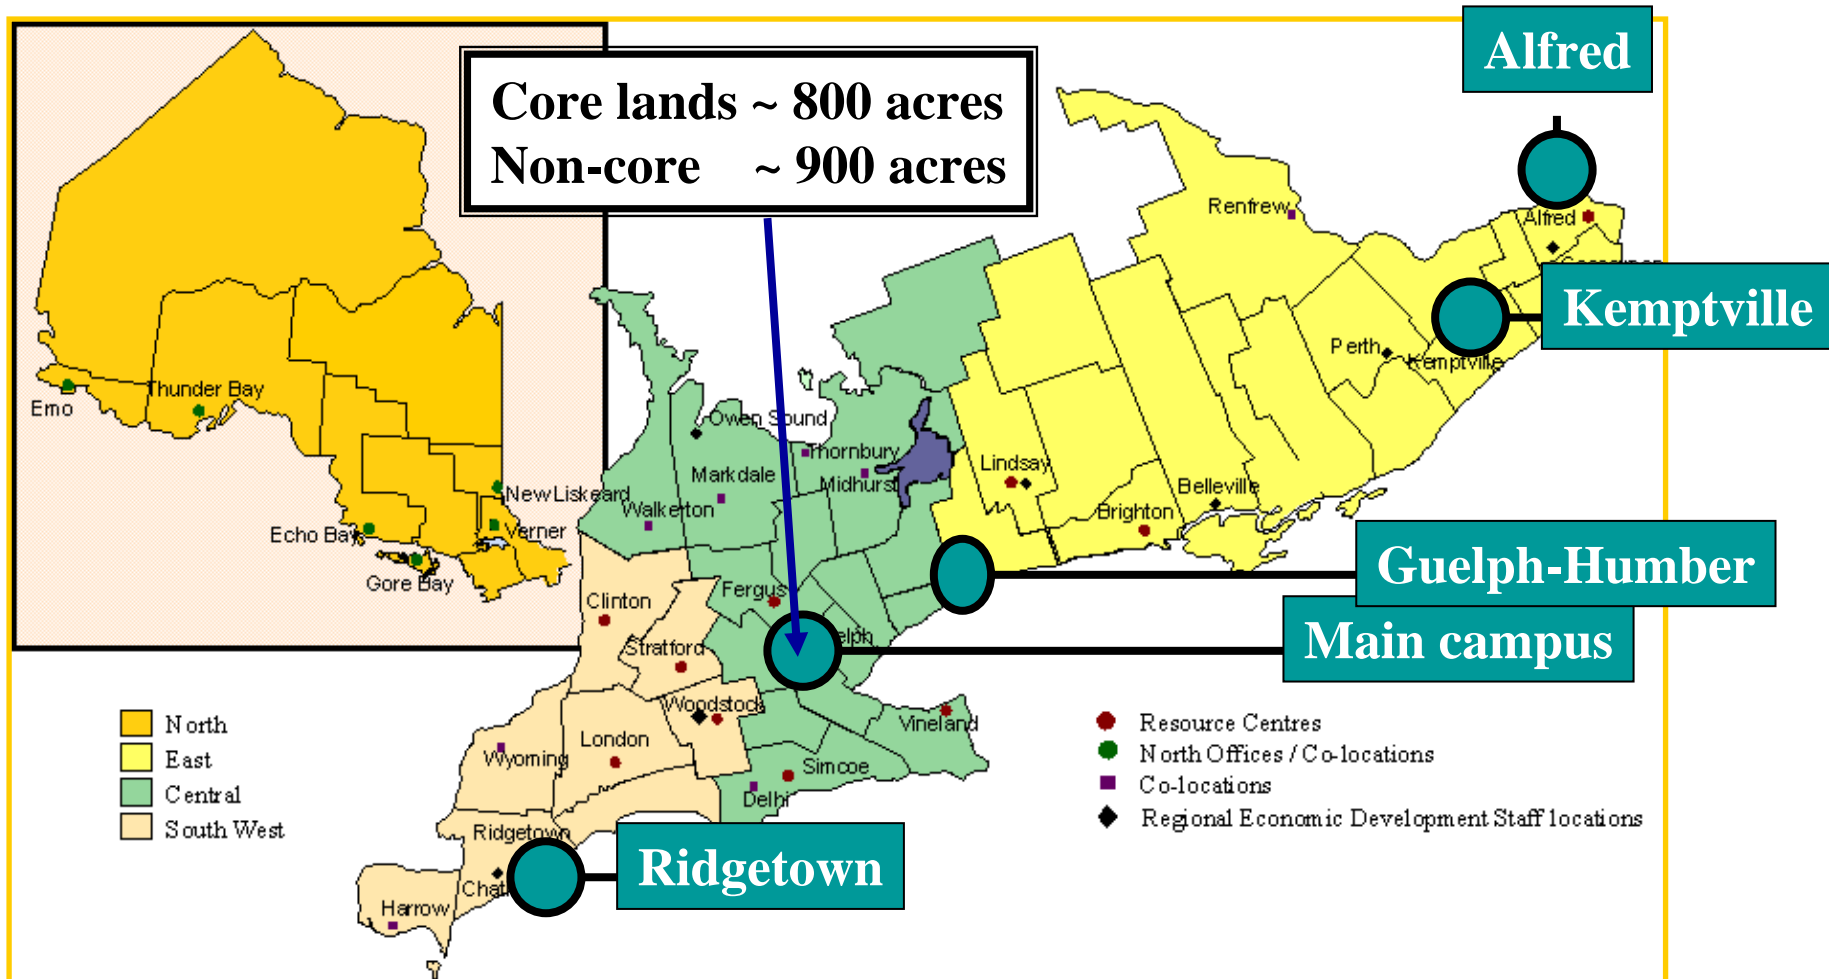 Alfred
Core lands ~ 800 acres
Non-core ~ 900 acres
Renfrew
Alfred
Kemptville
Perth
Kemptville
Thunder Bay
Emo
Owen Sound
Thornbury
Markdale
Midhurst
Lindsay
Belleville
Brighton
New Liskeard
Walkerton
Echo Bay
Verner
Gore Bay
Guelph-Humber
Fergus
Clinton
Main campus
Stratford
Woodstock
Vineland
London
Wyoming
Simcoe
Delhi
North
East
Central
South West
Resource Centres
North Offices / Co-locations
Co-locations
Regional Economic Development Staff locations
Ridgetown
Ridgetown
Harrow